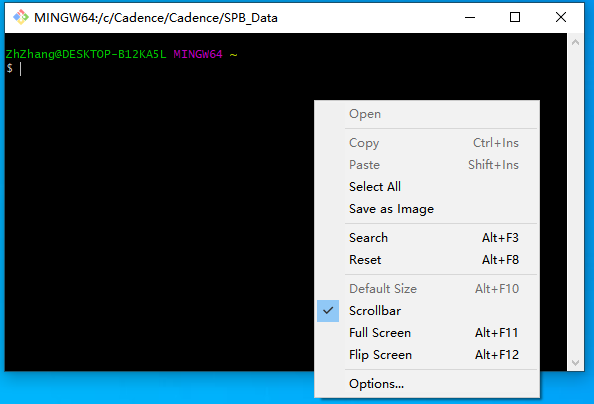 MINGW64:/c/Cadence/Cadence/SPB_Data
ZhZhang@DESKTOP-B12KA5L MINGW64 ~
$
Open
Copy Ctrl+Ins
Paste Shift+Ins
Select All
Save as Image
Search Alt+F3
Reset Alt+F8
Default Size Alt+F10
Scrollbar
Full Screen Alt+F11
Flip Screen Alt+F12
Options...